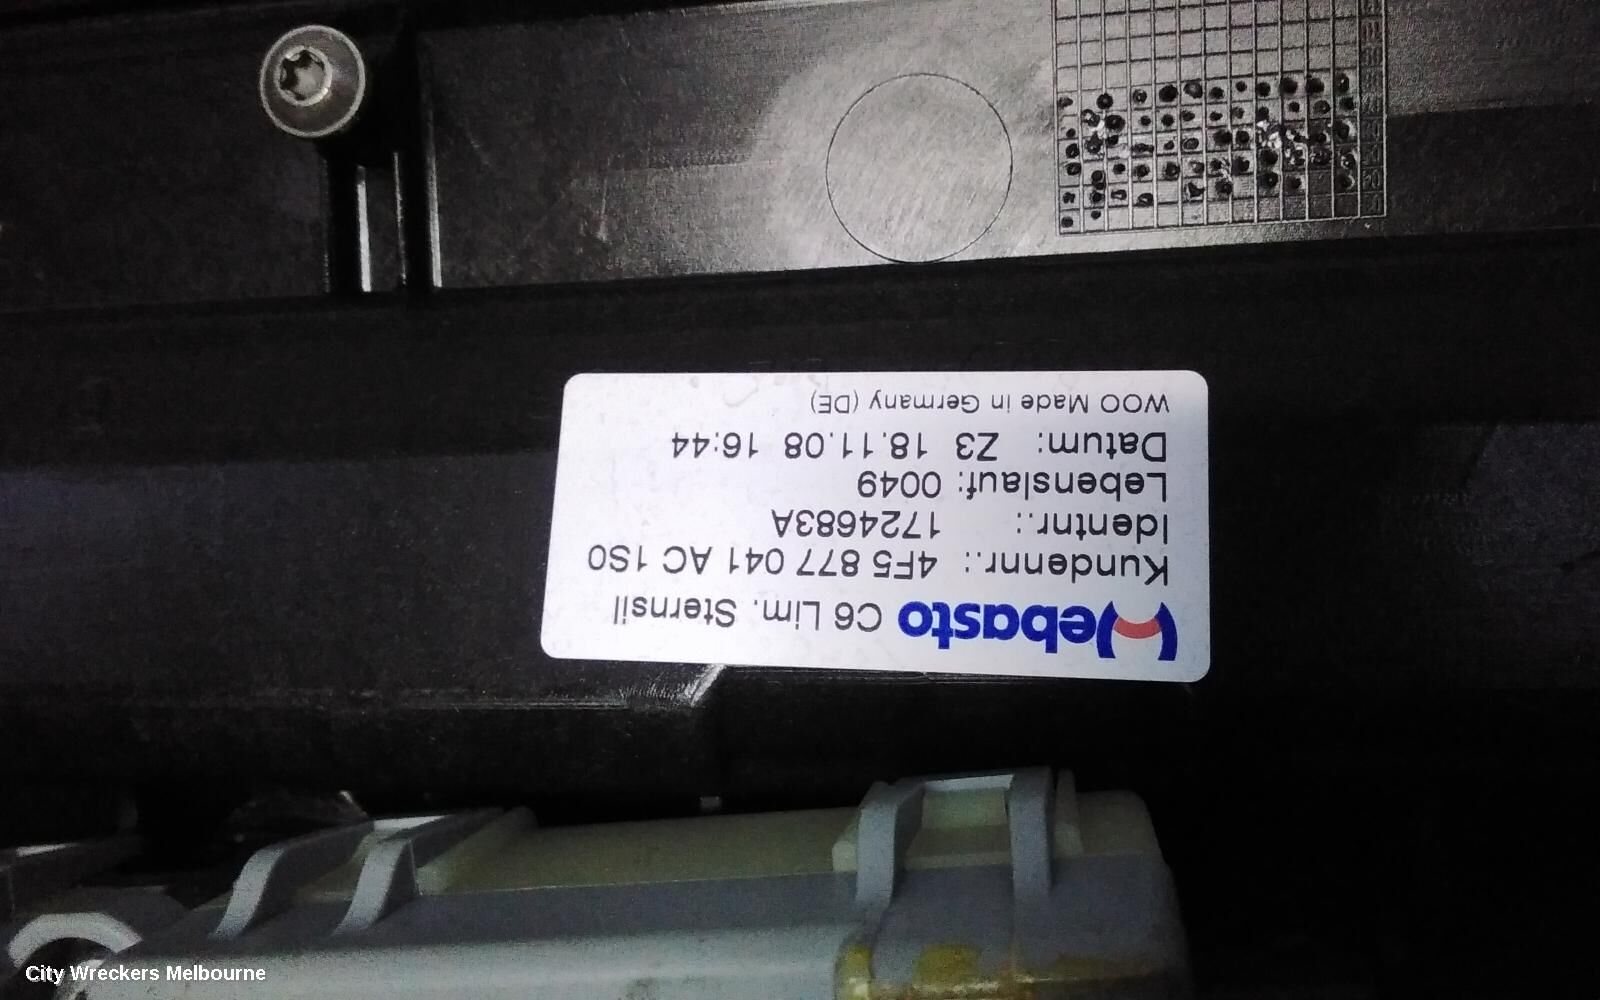 Webasto C6 Lim. Sternsil
Kundennr.: 4F5 877 041 AC 1S0
Identnr.: 1724683A
Lebenslauf: 0049
Datum: Z3 18.11.08 16:44
WOO Made in Germany (DE)
City Wreckers Melbourne